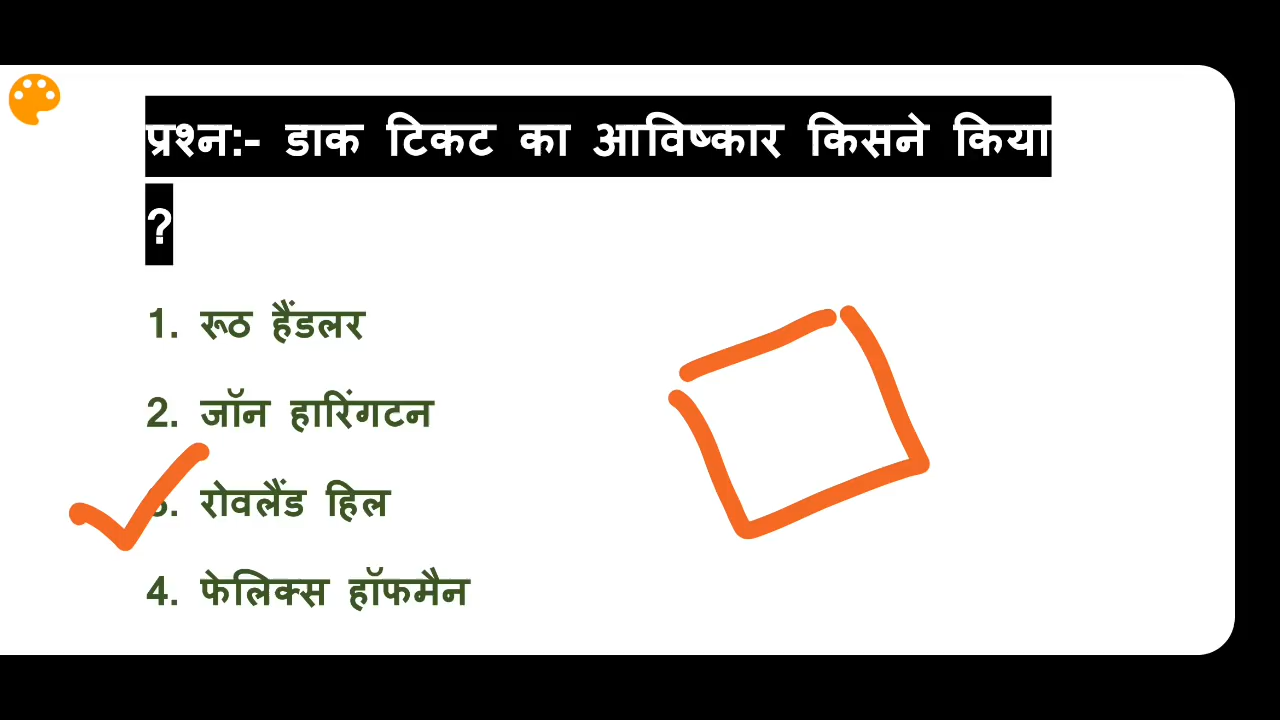 प्रश्न:- डाक टिकट का आविष्कार किसने किया
?
1. रूठ हैंडलर
2. जॉन हारिंगटन
3. रोवलैंड हिल
4. फेलिक्स हॉफमैन